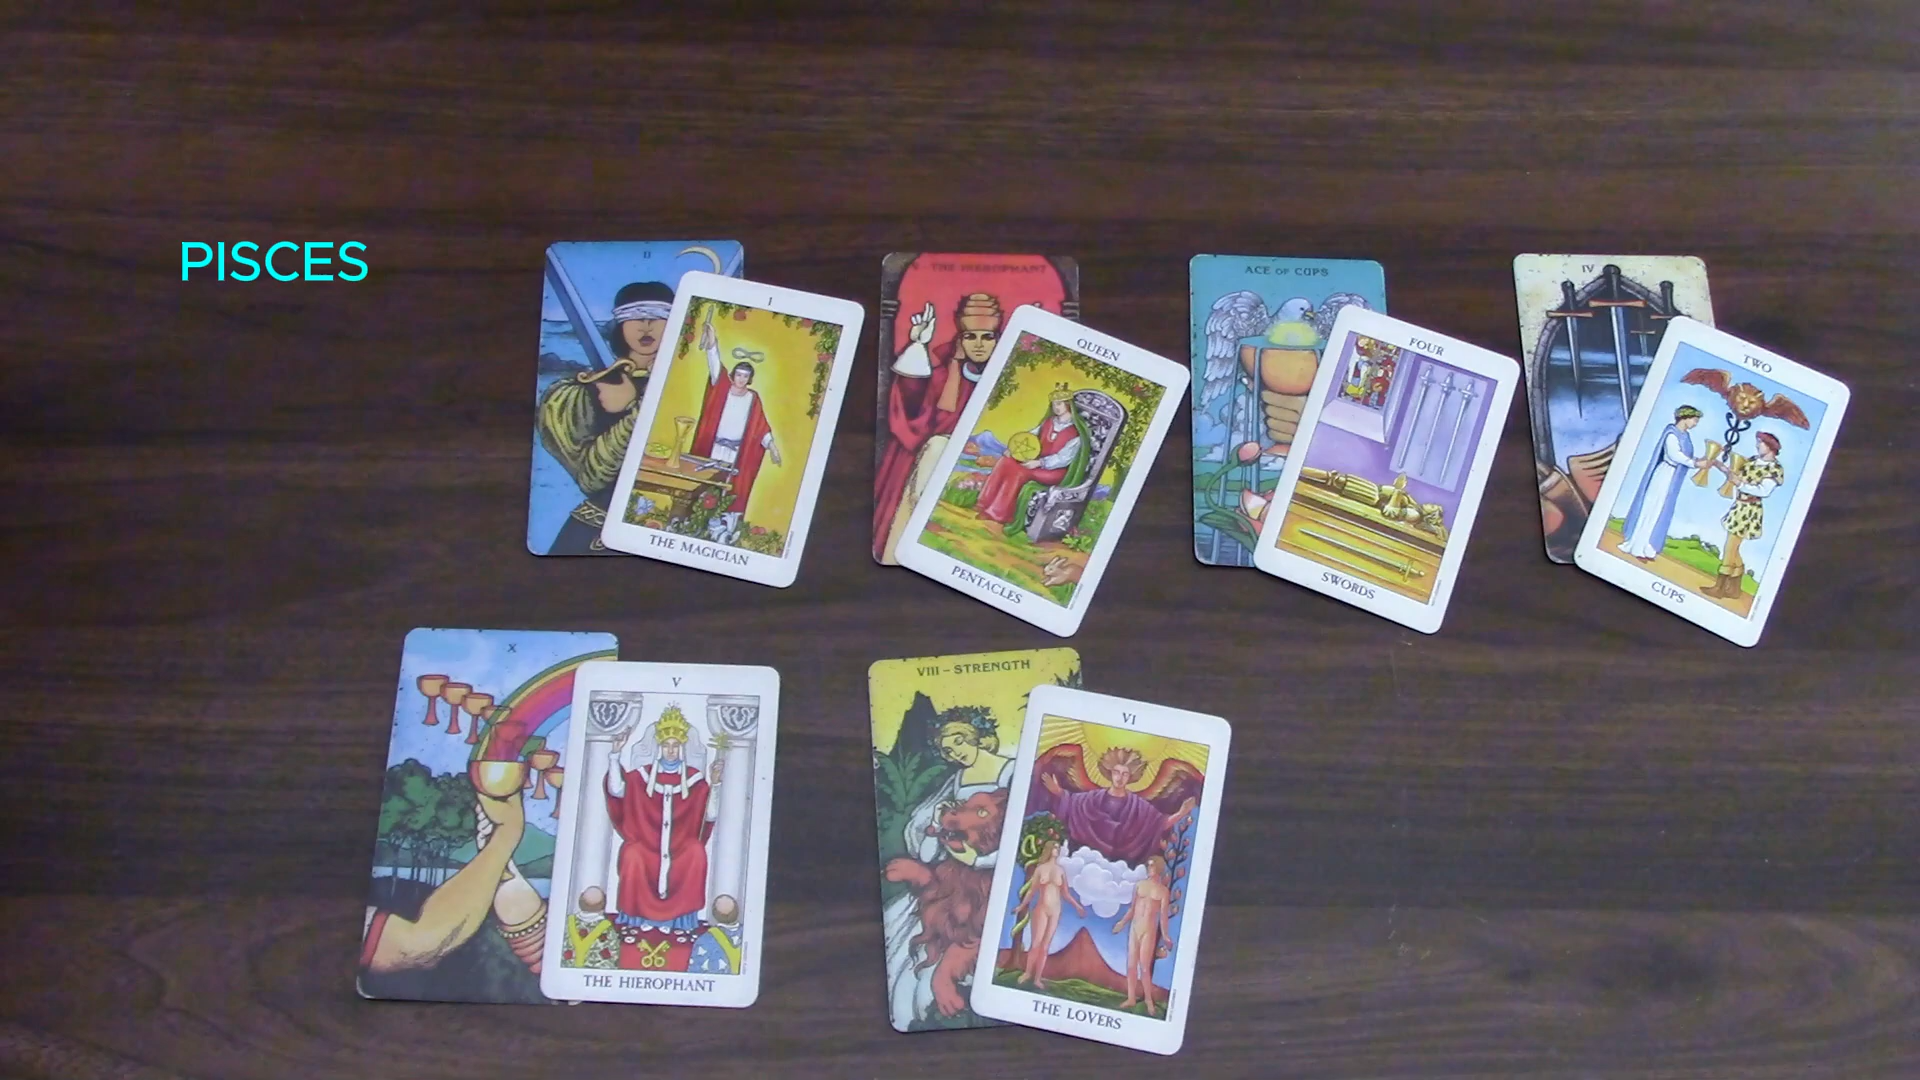 PISCES
II
I
THE MAGICIAN
V - THE HIEROPHANT
QUEEN
PENTACLES
ACE OF CUPS
FOUR
SWORDS
IV
TWO
CUPS
X
V
THE HIEROPHANT
VIII – STRENGTH
VI
THE LOVERS